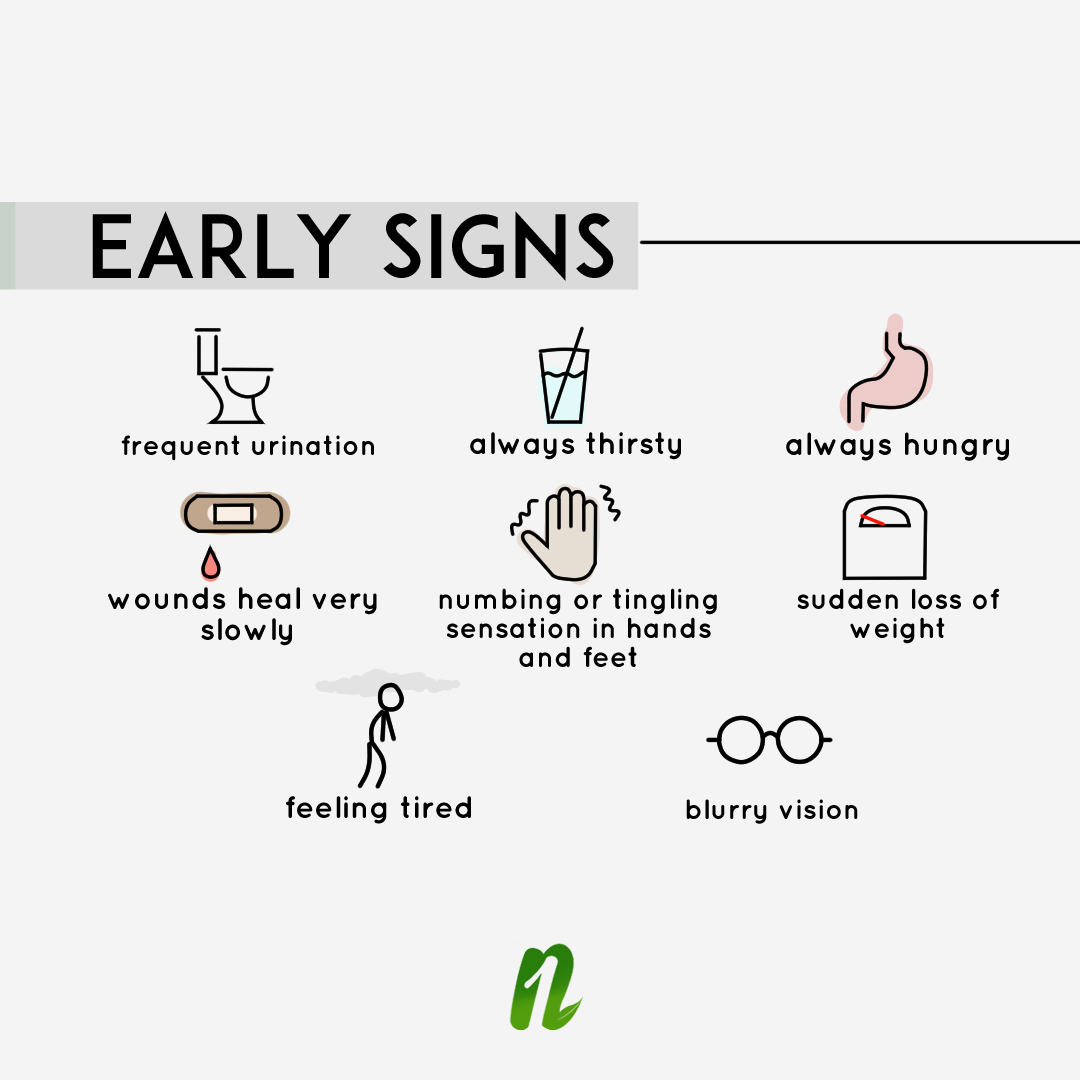 EARLY SIGNS
frequent urination
always thirsty
always hungry
wounds heal very
slowly
numbing or tingling
sensation in hands
and feet
sudden loss of
weight
feeling tired
blurry vision
n